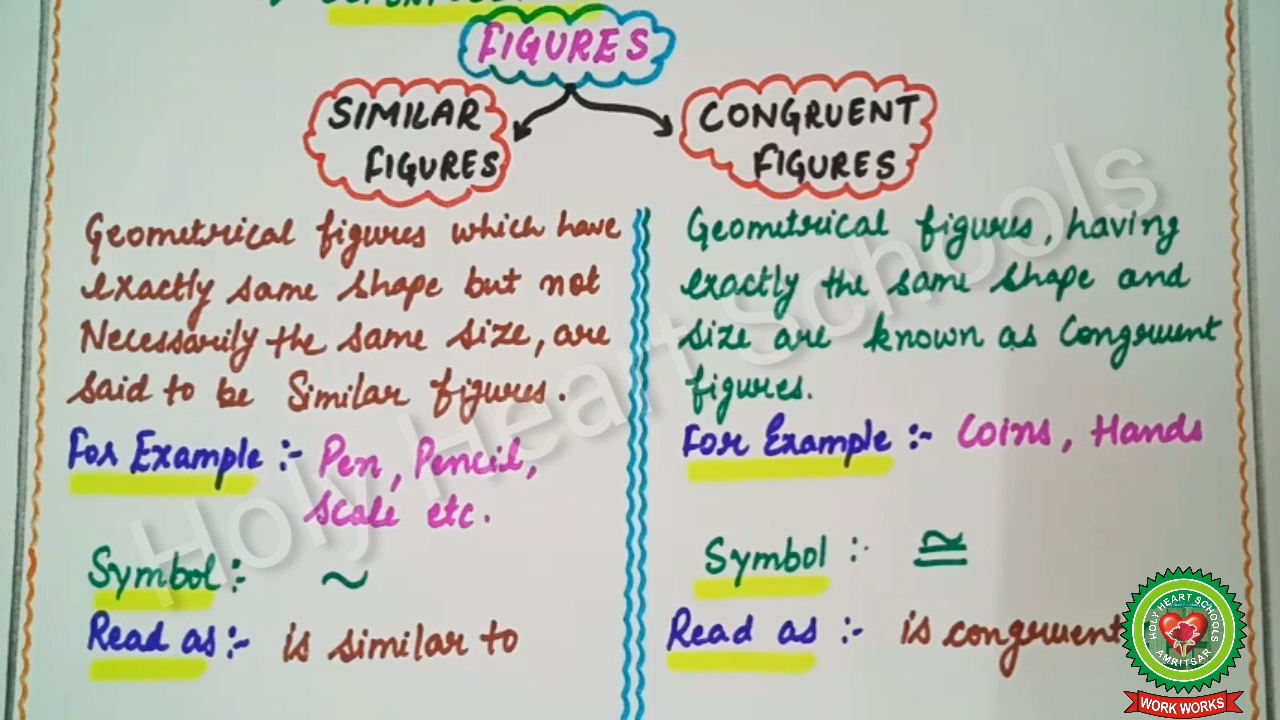 FIGURES
SIMILAR
FIGURES
CONGRUENT
FIGURES
Geometrical figures which have
exactly same shape but not
Necessarily the same size, are
said to be Similar figures.
For Example :- Pen, Pencil,
Scale etc.
Symbol :- ~
Read as :- is similar to
Geometrical figures, having
exactly the same shape and
size are known as Congruent
figures.
For Example :- Coins, Hands
Symbol :- ≅
Read as :- is congruent
Holy Heart Schools
HOLY HEART SCHOOLS
AMRITSAR
WORK WORKS